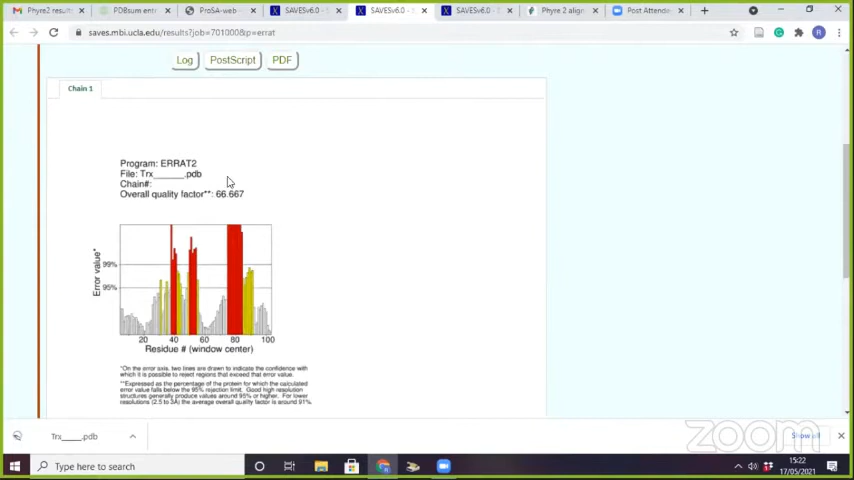 Phyre2 results
PDBsum entr
ProSA-web
SAVESv6.0 - S
SAVESv6.0 - S
SAVESv6.0 - S
Phyre 2 align
Post Attendee
saves.mbi.ucla.edu/results?job=701000&p=errat
R
Log
PostScript
PDF
Chain 1
Program: ERRAT2
File: Trx______.pdb
Chain#:
Overall quality factor**: 66.667
Error value*
99%
95%
20 40 60 80 100
Residue # (window center)
*On the error axis, two lines are drawn to indicate the confidence with
which it is possible to reject regions that exceed that error value.
**Expressed as the percentage of the protein for which the calculated
error value falls below the 95% rejection limit. Good high resolution
structures generally produce values around 95% or higher. For lower
resolutions (2.5 to 3A) the average overall quality factor is around 91%.
Trx______.pdb
Show all
zoom
Type here to search
15:22
17/05/2021